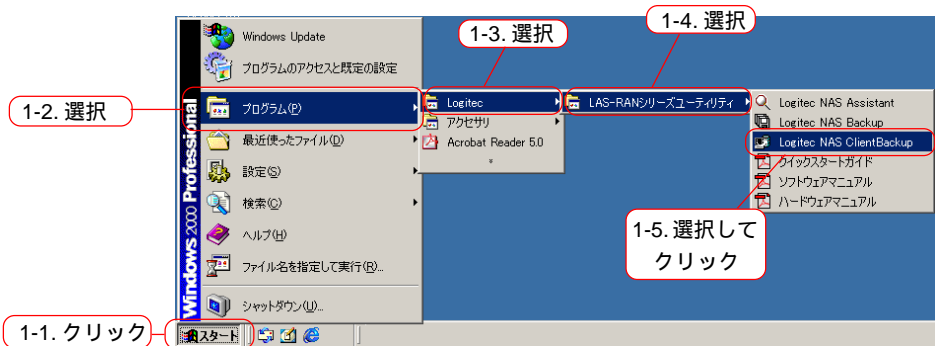 Windows 2000 Professional
Windows Update
プログラムのアクセスと既定の設定
プログラム(P)
最近使ったファイル(D)
設定(S)
検索(C)
ヘルプ(H)
ファイル名を指定して実行(R)...
シャットダウン(U)...
スタート
Logitec
アクセサリ
Acrobat Reader 5.0
LAS-RANシリーズユーティリティ
Logitec NAS Assistant
Logitec NAS Backup
Logitec NAS ClientBackup
クイックスタートガイド
ソフトウェアマニュアル
ハードウェアマニュアル
1-1. クリック
1-2. 選択
1-3. 選択
1-4. 選択
1-5. 選択して
クリック